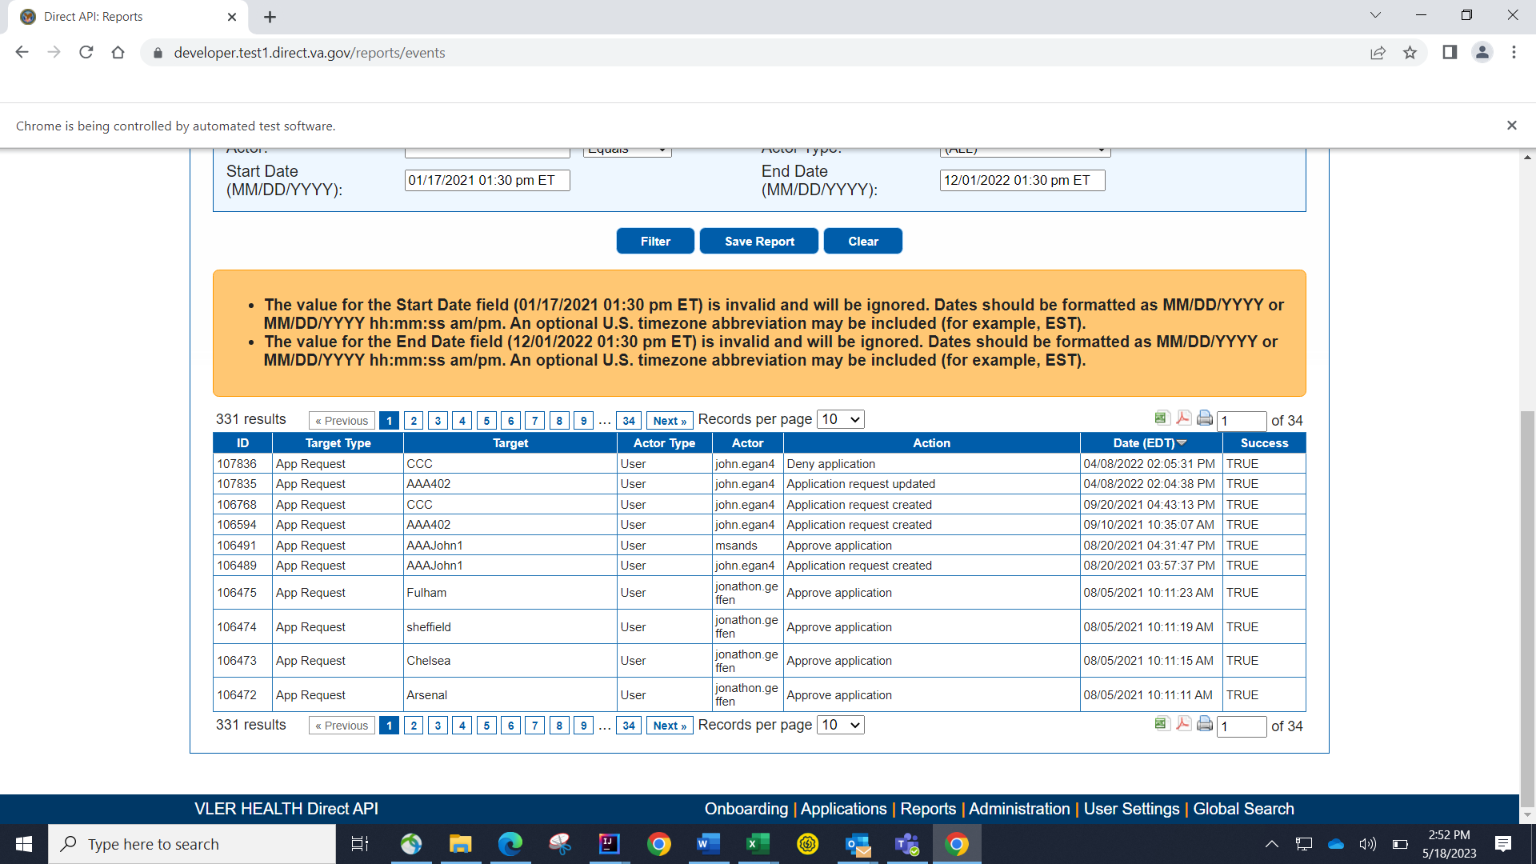 Direct API: Reports
developer.test1.direct.va.gov/reports/events
Chrome is being controlled by automated test software.
Actor: Equals Actor Type: (ALL)
Start Date
(MM/DD/YYYY):
01/17/2021 01:30 pm ET
End Date
(MM/DD/YYYY):
12/01/2022 01:30 pm ET
Filter Save Report Clear
• The value for the Start Date field (01/17/2021 01:30 pm ET) is invalid and will be ignored. Dates should be formatted as MM/DD/YYYY or
MM/DD/YYYY hh:mm:ss am/pm. An optional U.S. timezone abbreviation may be included (for example, EST).
• The value for the End Date field (12/01/2022 01:30 pm ET) is invalid and will be ignored. Dates should be formatted as MM/DD/YYYY or
MM/DD/YYYY hh:mm:ss am/pm. An optional U.S. timezone abbreviation may be included (for example, EST).
331 results « Previous 1 2 3 4 5 6 7 8 9 ... 34 Next » Records per page 10 1 of 34
ID Target Type Target Actor Type Actor Action Date (EDT) Success
107836 App Request CCC User john.egan4 Deny application 04/08/2022 02:05:31 PM TRUE
107835 App Request AAA402 User john.egan4 Application request updated 04/08/2022 02:04:38 PM TRUE
106768 App Request CCC User john.egan4 Application request created 09/20/2021 04:43:13 PM TRUE
106594 App Request AAA402 User john.egan4 Application request created 09/10/2021 10:35:07 AM TRUE
106491 App Request AAAJohn1 User msands Approve application 08/20/2021 04:31:47 PM TRUE
106489 App Request AAAJohn1 User john.egan4 Application request created 08/20/2021 03:57:37 PM TRUE
106475 App Request Fulham User jonathon.ge
ffen Approve application 08/05/2021 10:11:23 AM TRUE
106474 App Request sheffield User jonathon.ge
ffen Approve application 08/05/2021 10:11:19 AM TRUE
106473 App Request Chelsea User jonathon.ge
ffen Approve application 08/05/2021 10:11:15 AM TRUE
106472 App Request Arsenal User jonathon.ge
ffen Approve application 08/05/2021 10:11:11 AM TRUE
331 results « Previous 1 2 3 4 5 6 7 8 9 ... 34 Next » Records per page 10 1 of 34
VLER HEALTH Direct API Onboarding | Applications | Reports | Administration | User Settings | Global Search
Type here to search
2:52 PM
5/18/2023